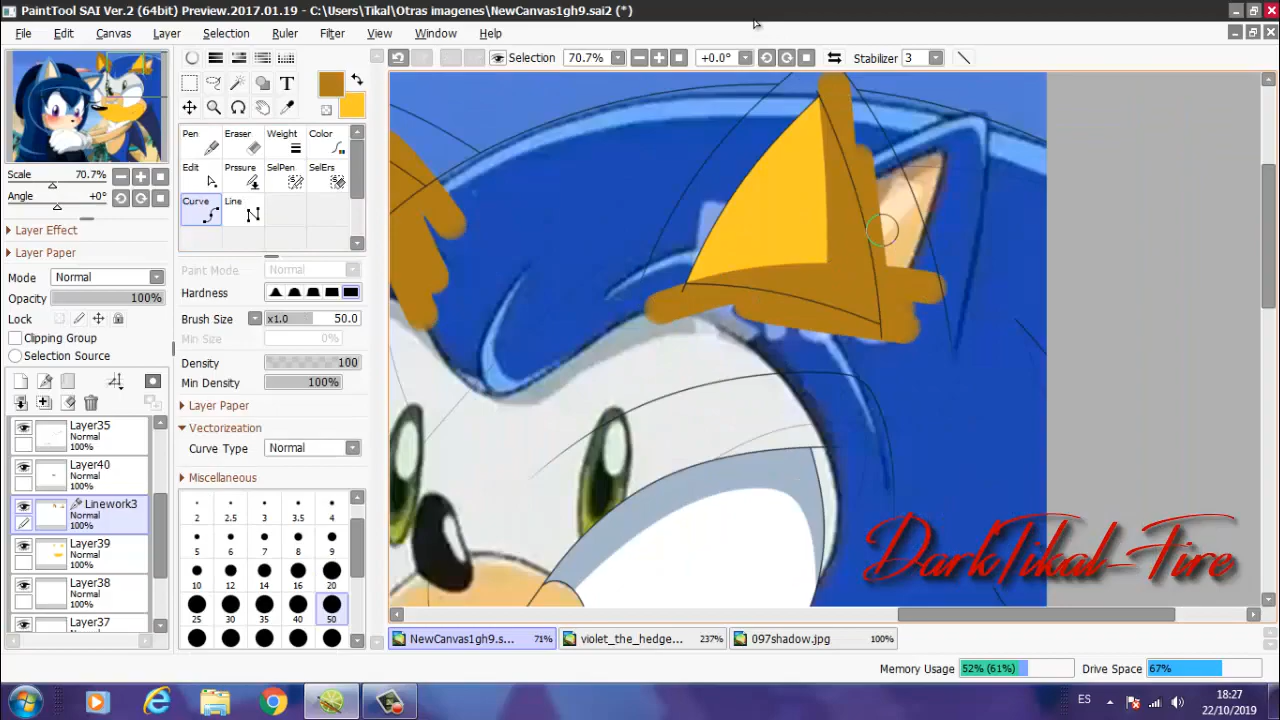 PaintTool SAI Ver.2 (64bit) Preview.2017.01.19 - C:\Users\Tikal\Otras imagenes\NewCanvas1gh9.sai2 (*)
File Edit Canvas Layer Selection Ruler Filter View Window Help
Selection 70.7% +0.0° Stabilizer 3
T
Pen Eraser Weight Color
Edit Prssure SelPen SelErs
Curve Line
Scale
70.7%
Angle
+0°
Layer Effect
Layer Paper
Mode Normal
Opacity 100%
Lock
Clipping Group
Selection Source
Paint Mode Normal
Hardness
Brush Size x1.0 50.0
Min Size 0%
Density 100
Min Density 100%
Layer Paper
Vectorization
Curve Type Normal
Miscellaneous
2 2.5 3 3.5 4
5 6 7 8 9
10 12 14 16 20
25 30 35 40 50
Layer35
Normal
100%
Layer40
Normal
100%
Linework3
Normal
100%
Layer39
Normal
100%
Layer38
Normal
100%
Layer37
Normal
DarkTikal-Fire
NewCanvas1gh9.s... 71% violet_the_hedge... 237% 097shadow.jpg 100%
Memory Usage 52% (61%) Drive Space 67%
ES
18:27
22/10/2019